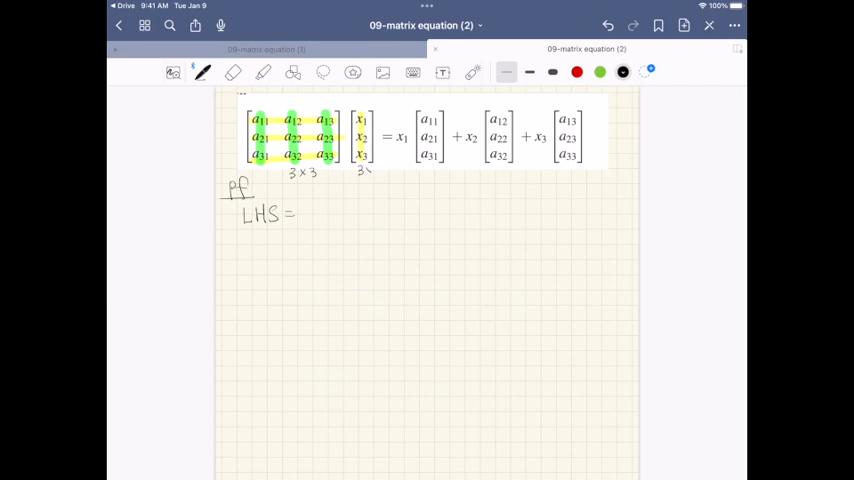 Drive 9:41 AM Tue Jan 9 100%
09-matrix equation (2)
09-matrix equation (1) 09-matrix equation (2)
[a11 a12 a13; a21 a22 a23; a31 a32 a33] [x1; x2; x3] = x1 [a11; a21; a31] + x2 [a12; a22; a32] + x3 [a13; a23; a33]
3 × 3 3
pf
LHS =